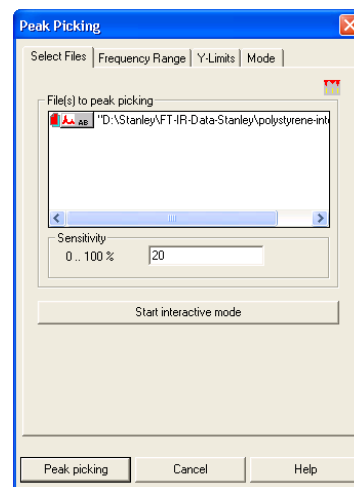 Peak Picking
Select Files Frequency Range Y-Limits Mode
File(s) to peak picking
AB "D:\Stanley\FT-IR-Data-Stanley\polystyrene-inte
Sensitivity
0 .. 100 % 20
Start interactive mode
Peak picking Cancel Help